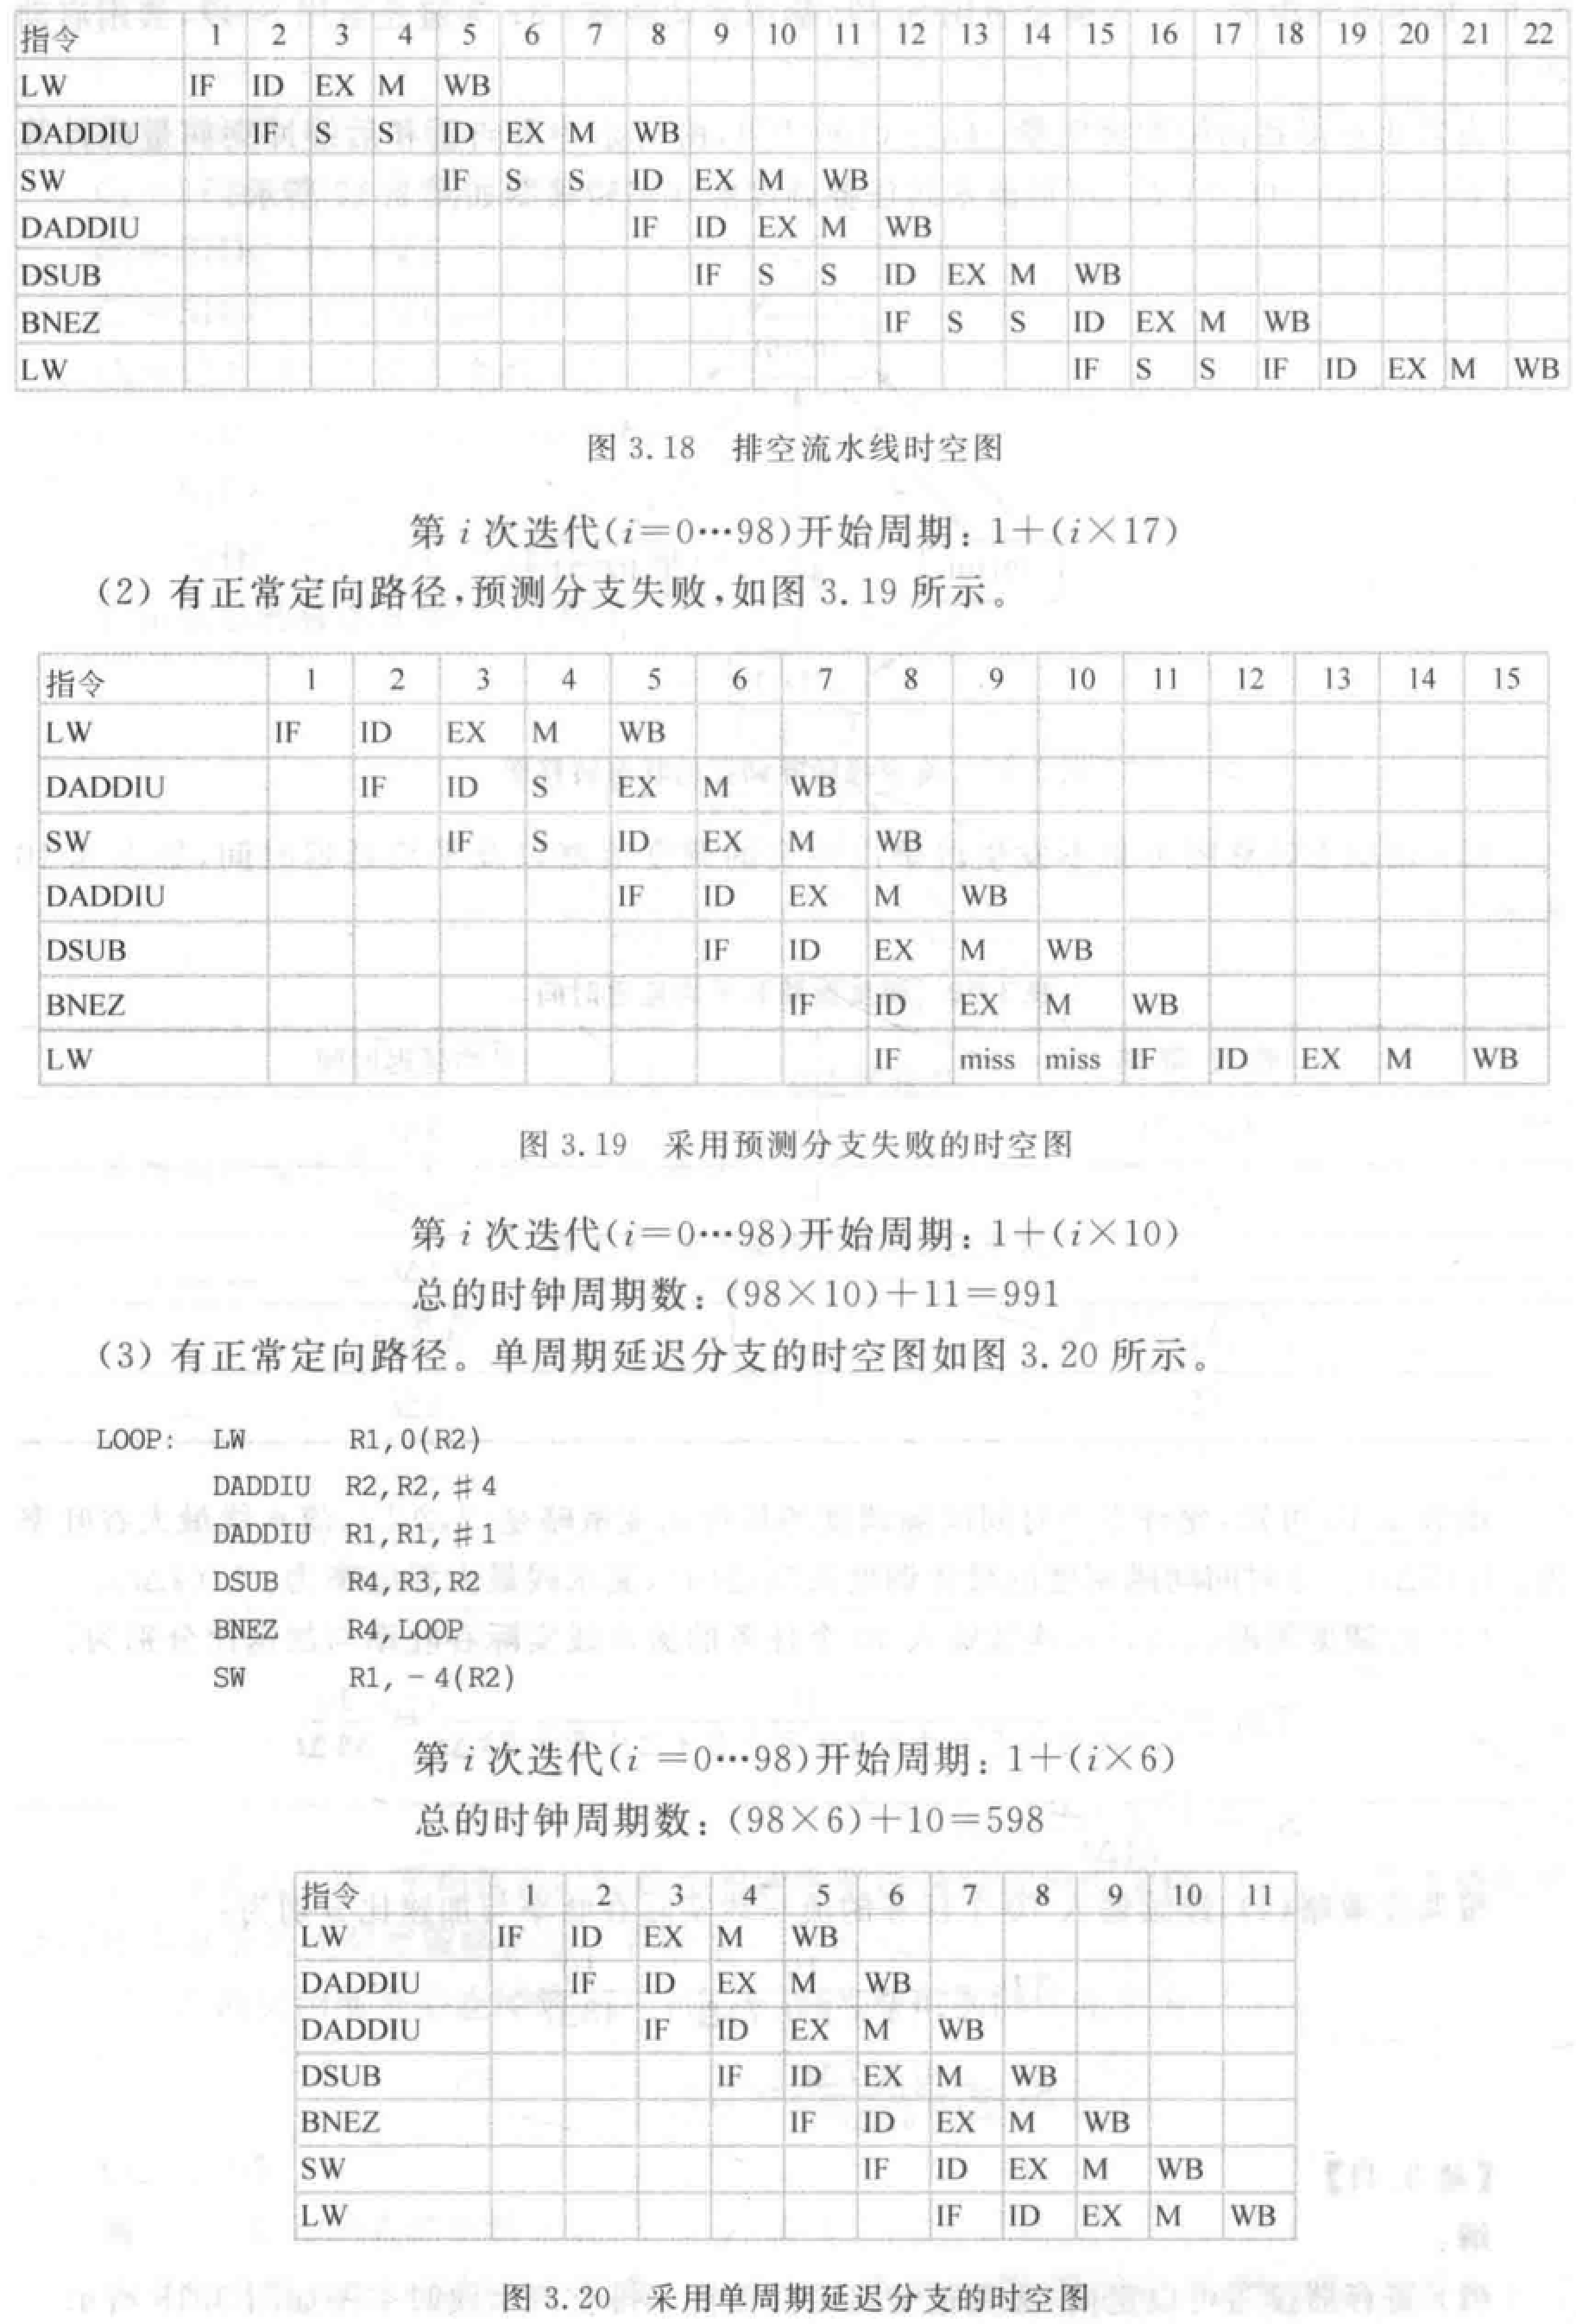 指令 1 2 3 4 5 6 7 8 9 10 11 12 13 14 15 16 17 18 19 20 21 22
LW IF ID EX M WB
DADDIU IF S S ID EX M WB
SW IF S S ID EX M WB
DADDIU IF ID EX M WB
DSUB IF S S ID EX M WB
BNEZ IF S S ID EX M WB
LW IF S S IF ID EX M WB
图 3.18 排空流水线时空图
第 i 次迭代(i=0…98)开始周期：1+(i×17)
（2）有正常定向路径，预测分支失败，如图 3.19 所示。
指令 1 2 3 4 5 6 7 8 9 10 11 12 13 14 15
LW IF ID EX M WB
DADDIU IF ID S EX M WB
SW IF S ID EX M WB
DADDIU IF ID EX M WB
DSUB IF ID EX M WB
BNEZ IF ID EX M WB
LW IF miss miss IF ID EX M WB
图 3.19 采用预测分支失败的时空图
第 i 次迭代(i=0…98)开始周期：1+(i×10)
总的时钟周期数：(98×10)+11=991
（3）有正常定向路径。单周期延迟分支的时空图如图 3.20 所示。
LOOP: LW R1,0(R2)
DADDIU R2,R2,#4
DADDIU R1,R1,#1
DSUB R4,R3,R2
BNEZ R4,LOOP
SW R1,-4(R2)
第 i 次迭代(i =0…98)开始周期：1+(i×6)
总的时钟周期数：(98×6)+10=598
指令 1 2 3 4 5 6 7 8 9 10 11
LW IF ID EX M WB
DADDIU IF ID EX M WB
DADDIU IF ID EX M WB
DSUB IF ID EX M WB
BNEZ IF ID EX M WB
SW IF ID EX M WB
LW IF ID EX M WB
图 3.20 采用单周期延迟分支的时空图